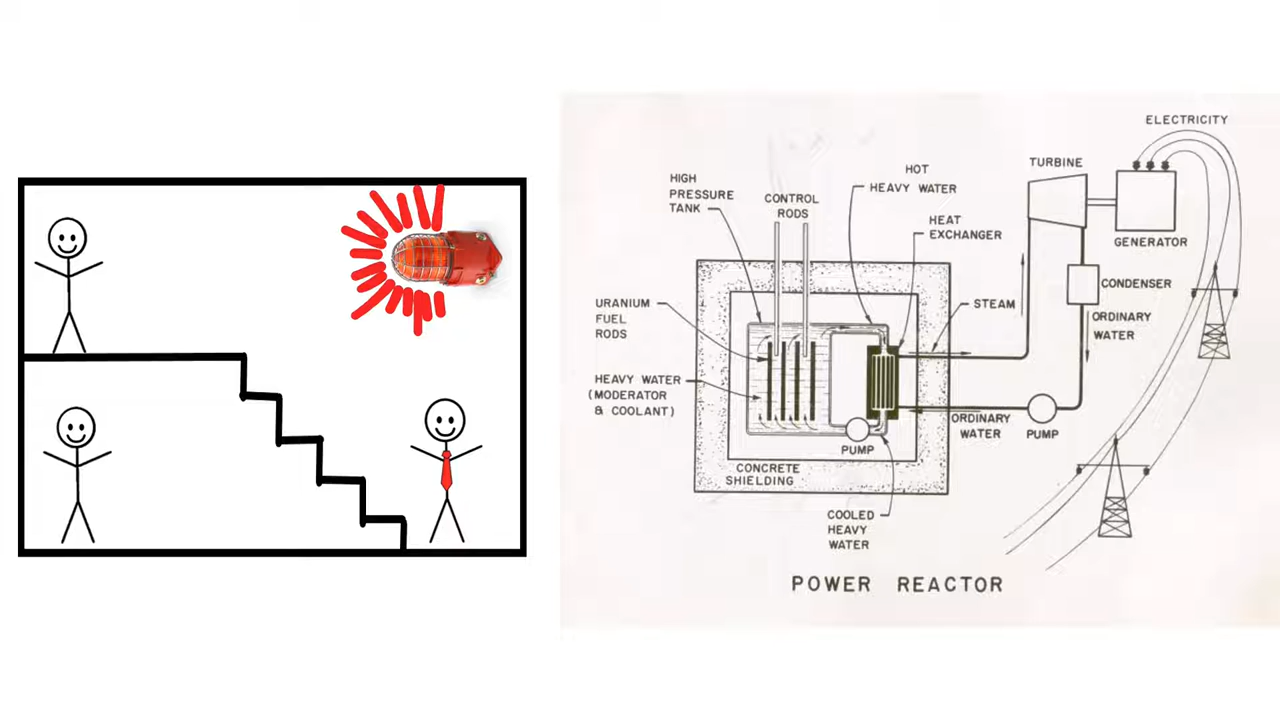 ELECTRICITY
TURBINE
HOT
HEAVY WATER
HIGH
PRESSURE
TANK
CONTROL
RODS
HEAT
EXCHANGER
GENERATOR
CONDENSER
STEAM
URANIUM
FUEL
RODS
ORDINARY
WATER
HEAVY WATER
(MODERATOR
& COOLANT)
ORDINARY
WATER
PUMP
PUMP
CONCRETE
SHIELDING
COOLED
HEAVY
WATER
POWER REACTOR